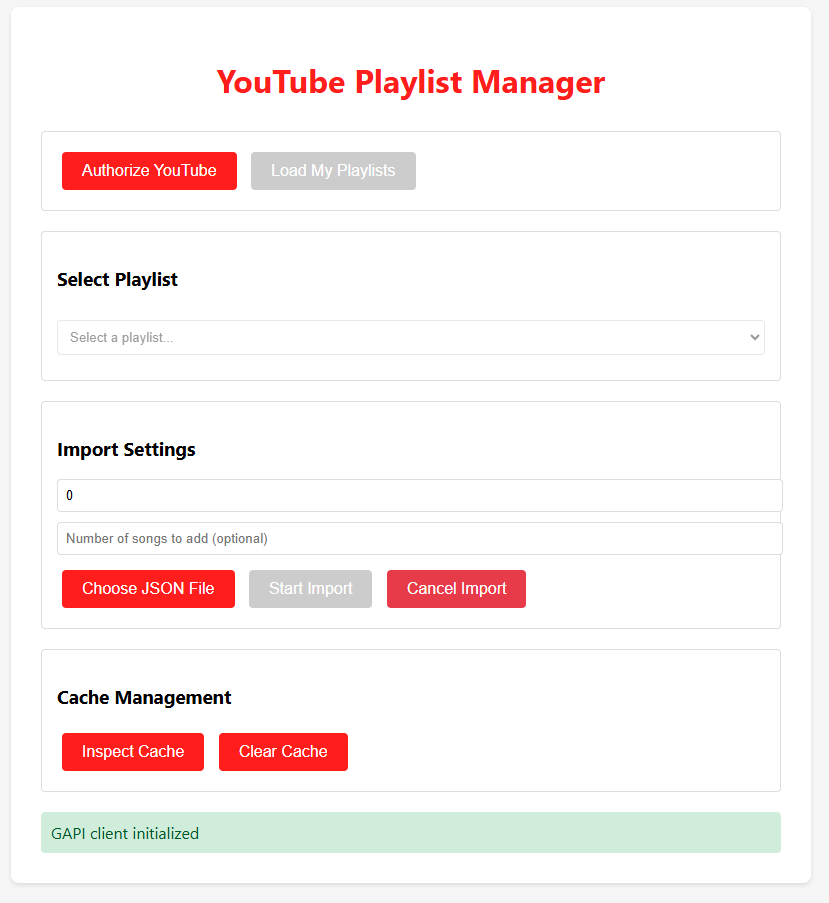 YouTube Playlist Manager
Authorize YouTube Load My Playlists
Select Playlist
Select a playlist...
Import Settings
0
Number of songs to add (optional)
Choose JSON File Start Import Cancel Import
Cache Management
Inspect Cache Clear Cache
GAPI client initialized